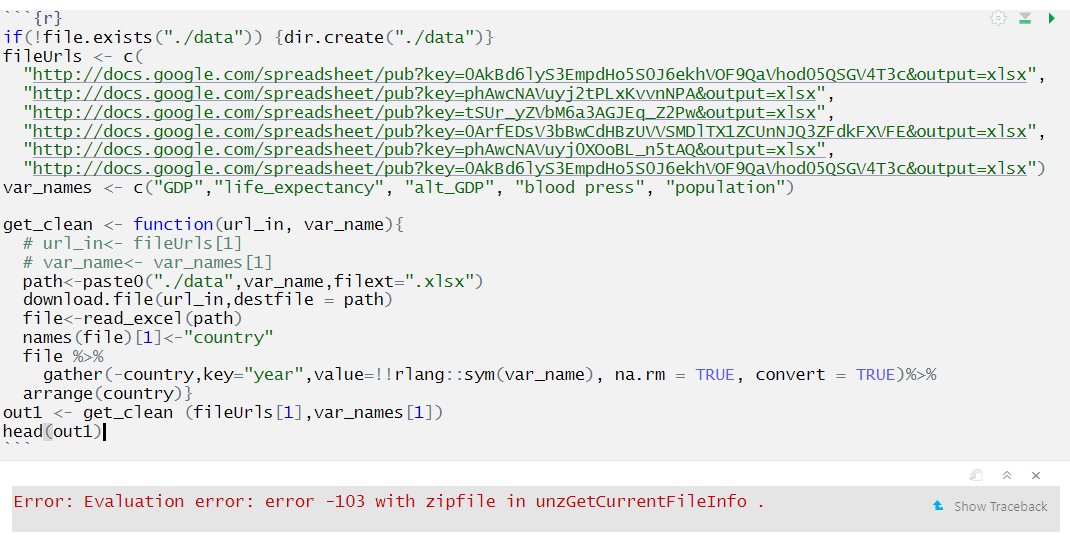 ```{r}
if(!file.exists("./data")) {dir.create("./data")}
fileUrls <- c(
  "http://docs.google.com/spreadsheet/pub?key=0AkBd6lyS3EmpdHo5S0J6ekhVOF9QaVhod05QSGV4T3c&output=xlsx",
  "http://docs.google.com/spreadsheet/pub?key=phAwcNAVuyj2tPLxKvvnNPA&output=xlsx",
  "http://docs.google.com/spreadsheet/pub?key=tSUr_yZVbM6a3AGJEq_Z2Pw&output=xlsx",
  "http://docs.google.com/spreadsheet/pub?key=0ArfEDsV3bBwCdHBzUVVSMDlTX1ZCUnNJQ3ZFdkFXVFE&output=xlsx",
  "http://docs.google.com/spreadsheet/pub?key=phAwcNAVuyj0XOoBL_n5tAQ&output=xlsx",
  "http://docs.google.com/spreadsheet/pub?key=0AkBd6lyS3EmpdHo5S0J6ekhVOF9QaVhod05QSGV4T3c&output=xlsx")
var_names <- c("GDP","life_expectancy", "alt_GDP", "blood press", "population")
get_clean <- function(url_in, var_name){
  # url_in<- fileUrls[1]
  # var_name<- var_names[1]
  path<-paste0("./data",var_name,filext=".xlsx")
  download.file(url_in,destfile = path)
  file<-read_excel(path)
  names(file)[1]<-"country"
  file %>%
    gather(-country,key="year",value=!!rlang::sym(var_name), na.rm = TRUE, convert = TRUE)%>%
  arrange(country)}
out1 <- get_clean (fileUrls[1],var_names[1])
head(out1)
```
Error: Evaluation error: error -103 with zipfile in unzGetCurrentFileInfo .
Show Traceback